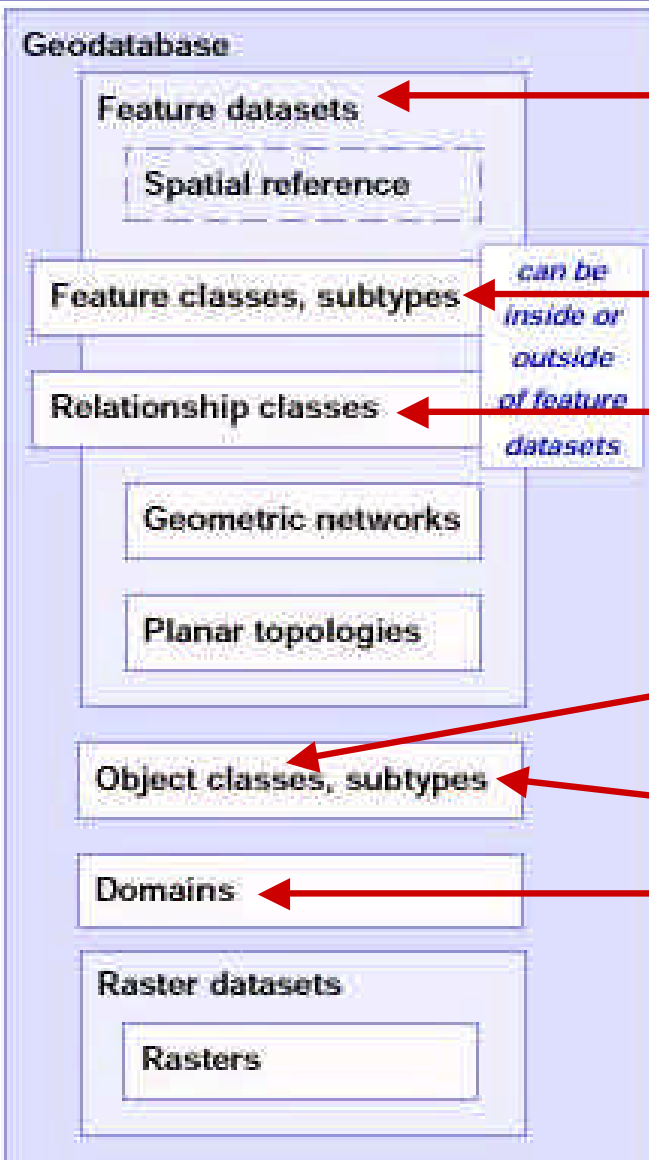 Geodatabase
Feature datasets
Spatial reference
Feature classes, subtypes
Relationship classes
can be
inside or
outside
of feature
datasets
Geometric networks
Planar topologies
Object classes, subtypes
Domains
Raster datasets
Rasters